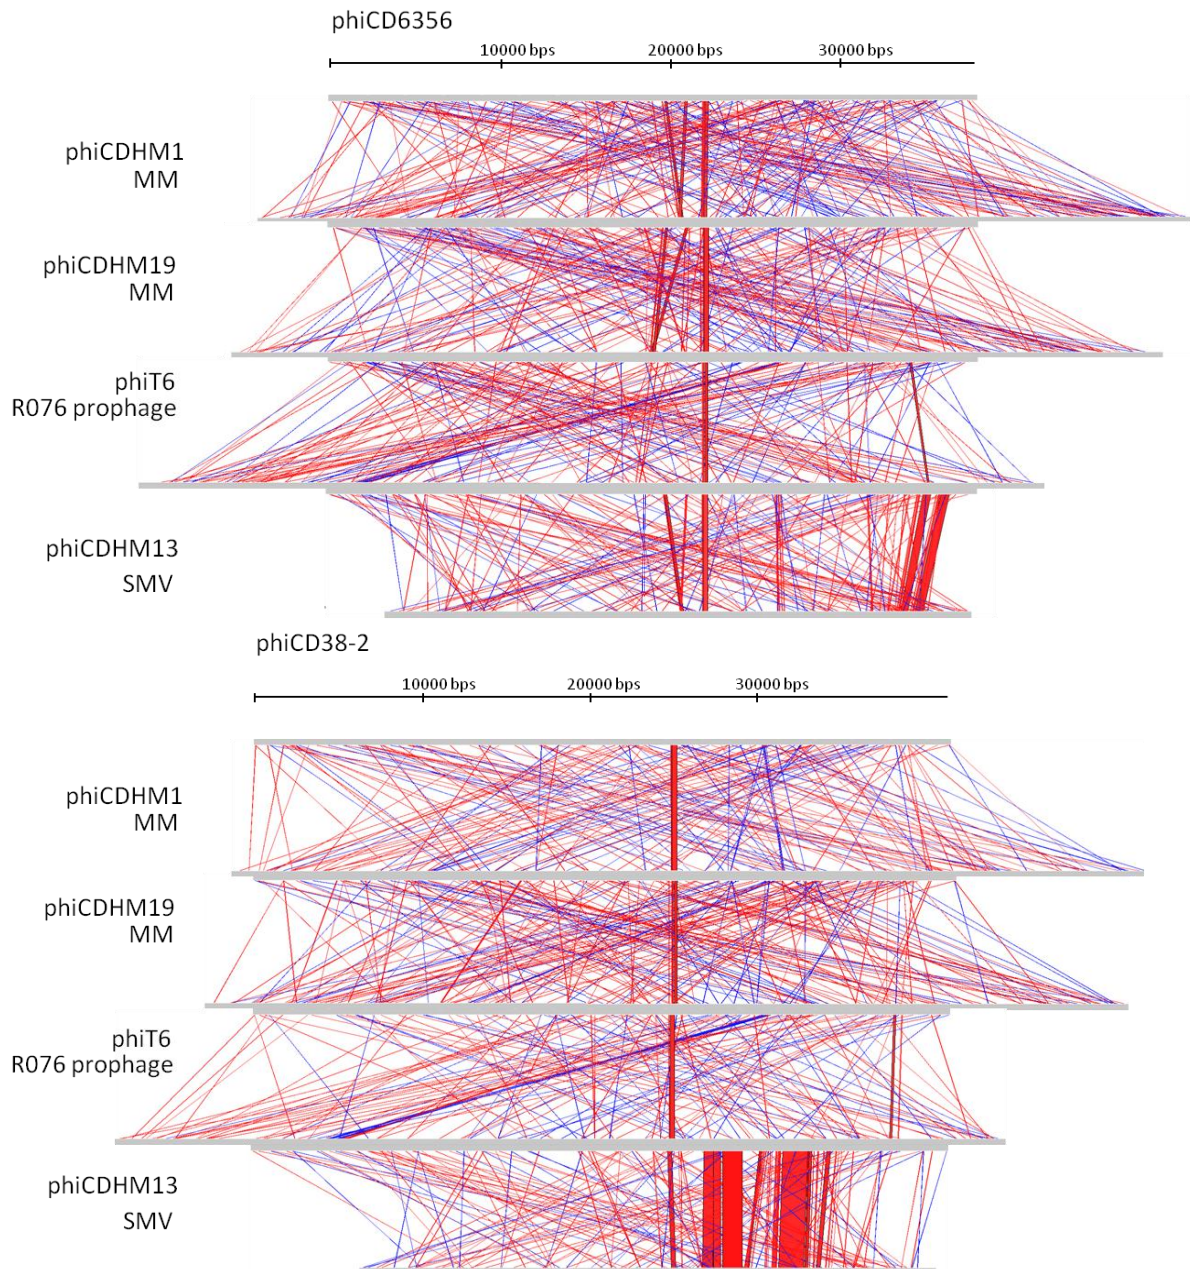 phiCD6356
10000 bps
20000 bps
30000 bps
phiCDHM1
MM
phiCDHM19
MM
phiT6
R076 prophage
phiCDHM13
SMV
phiCD38-2
10000 bps
20000 bps
30000 bps
phiCDHM1
MM
phiCDHM19
MM
phiT6
R076 prophage
phiCDHM13
SMV